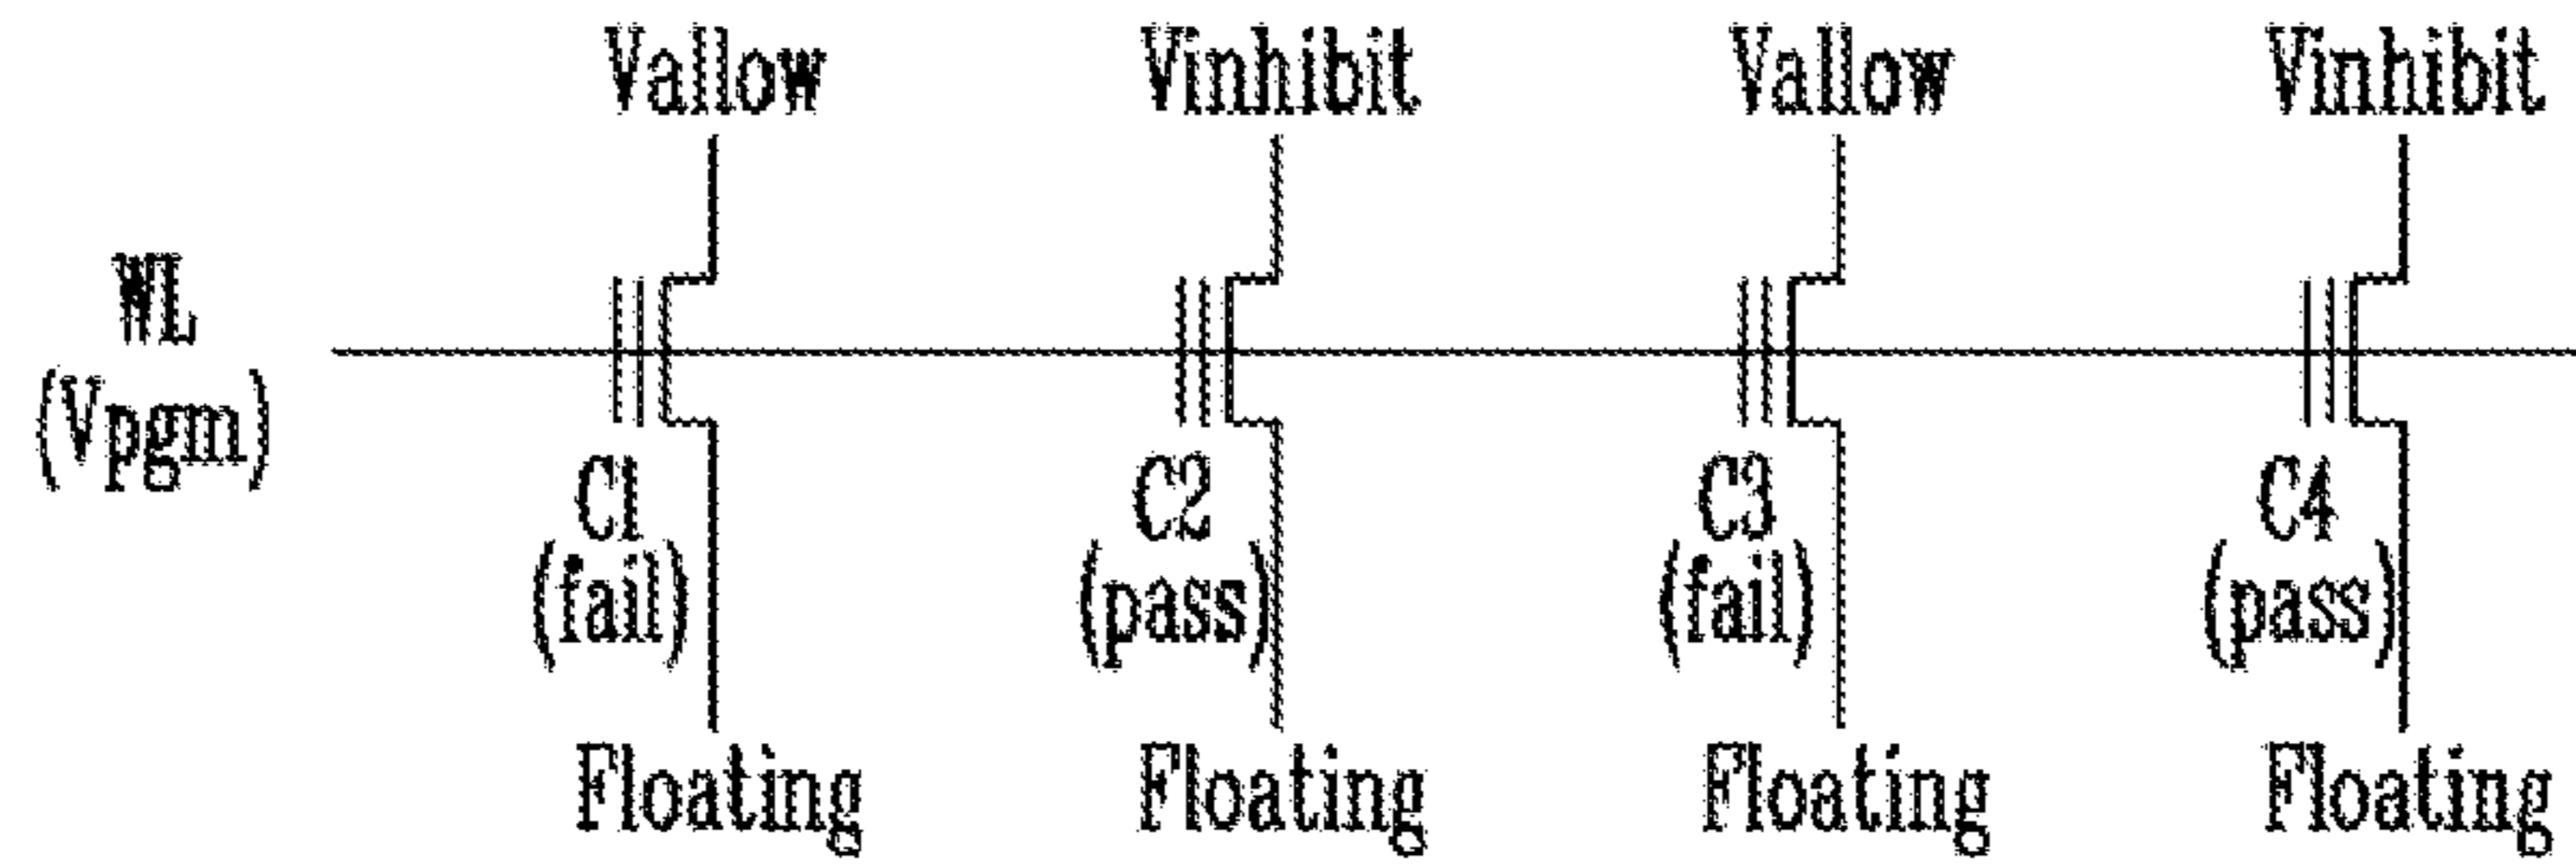 Vallow Vinhibit Vallow Vinhibit
WL
(Vpgm)
C1 C2 C3 C4
(fail) (pass) (fail) (pass)
Floating Floating Floating Floating